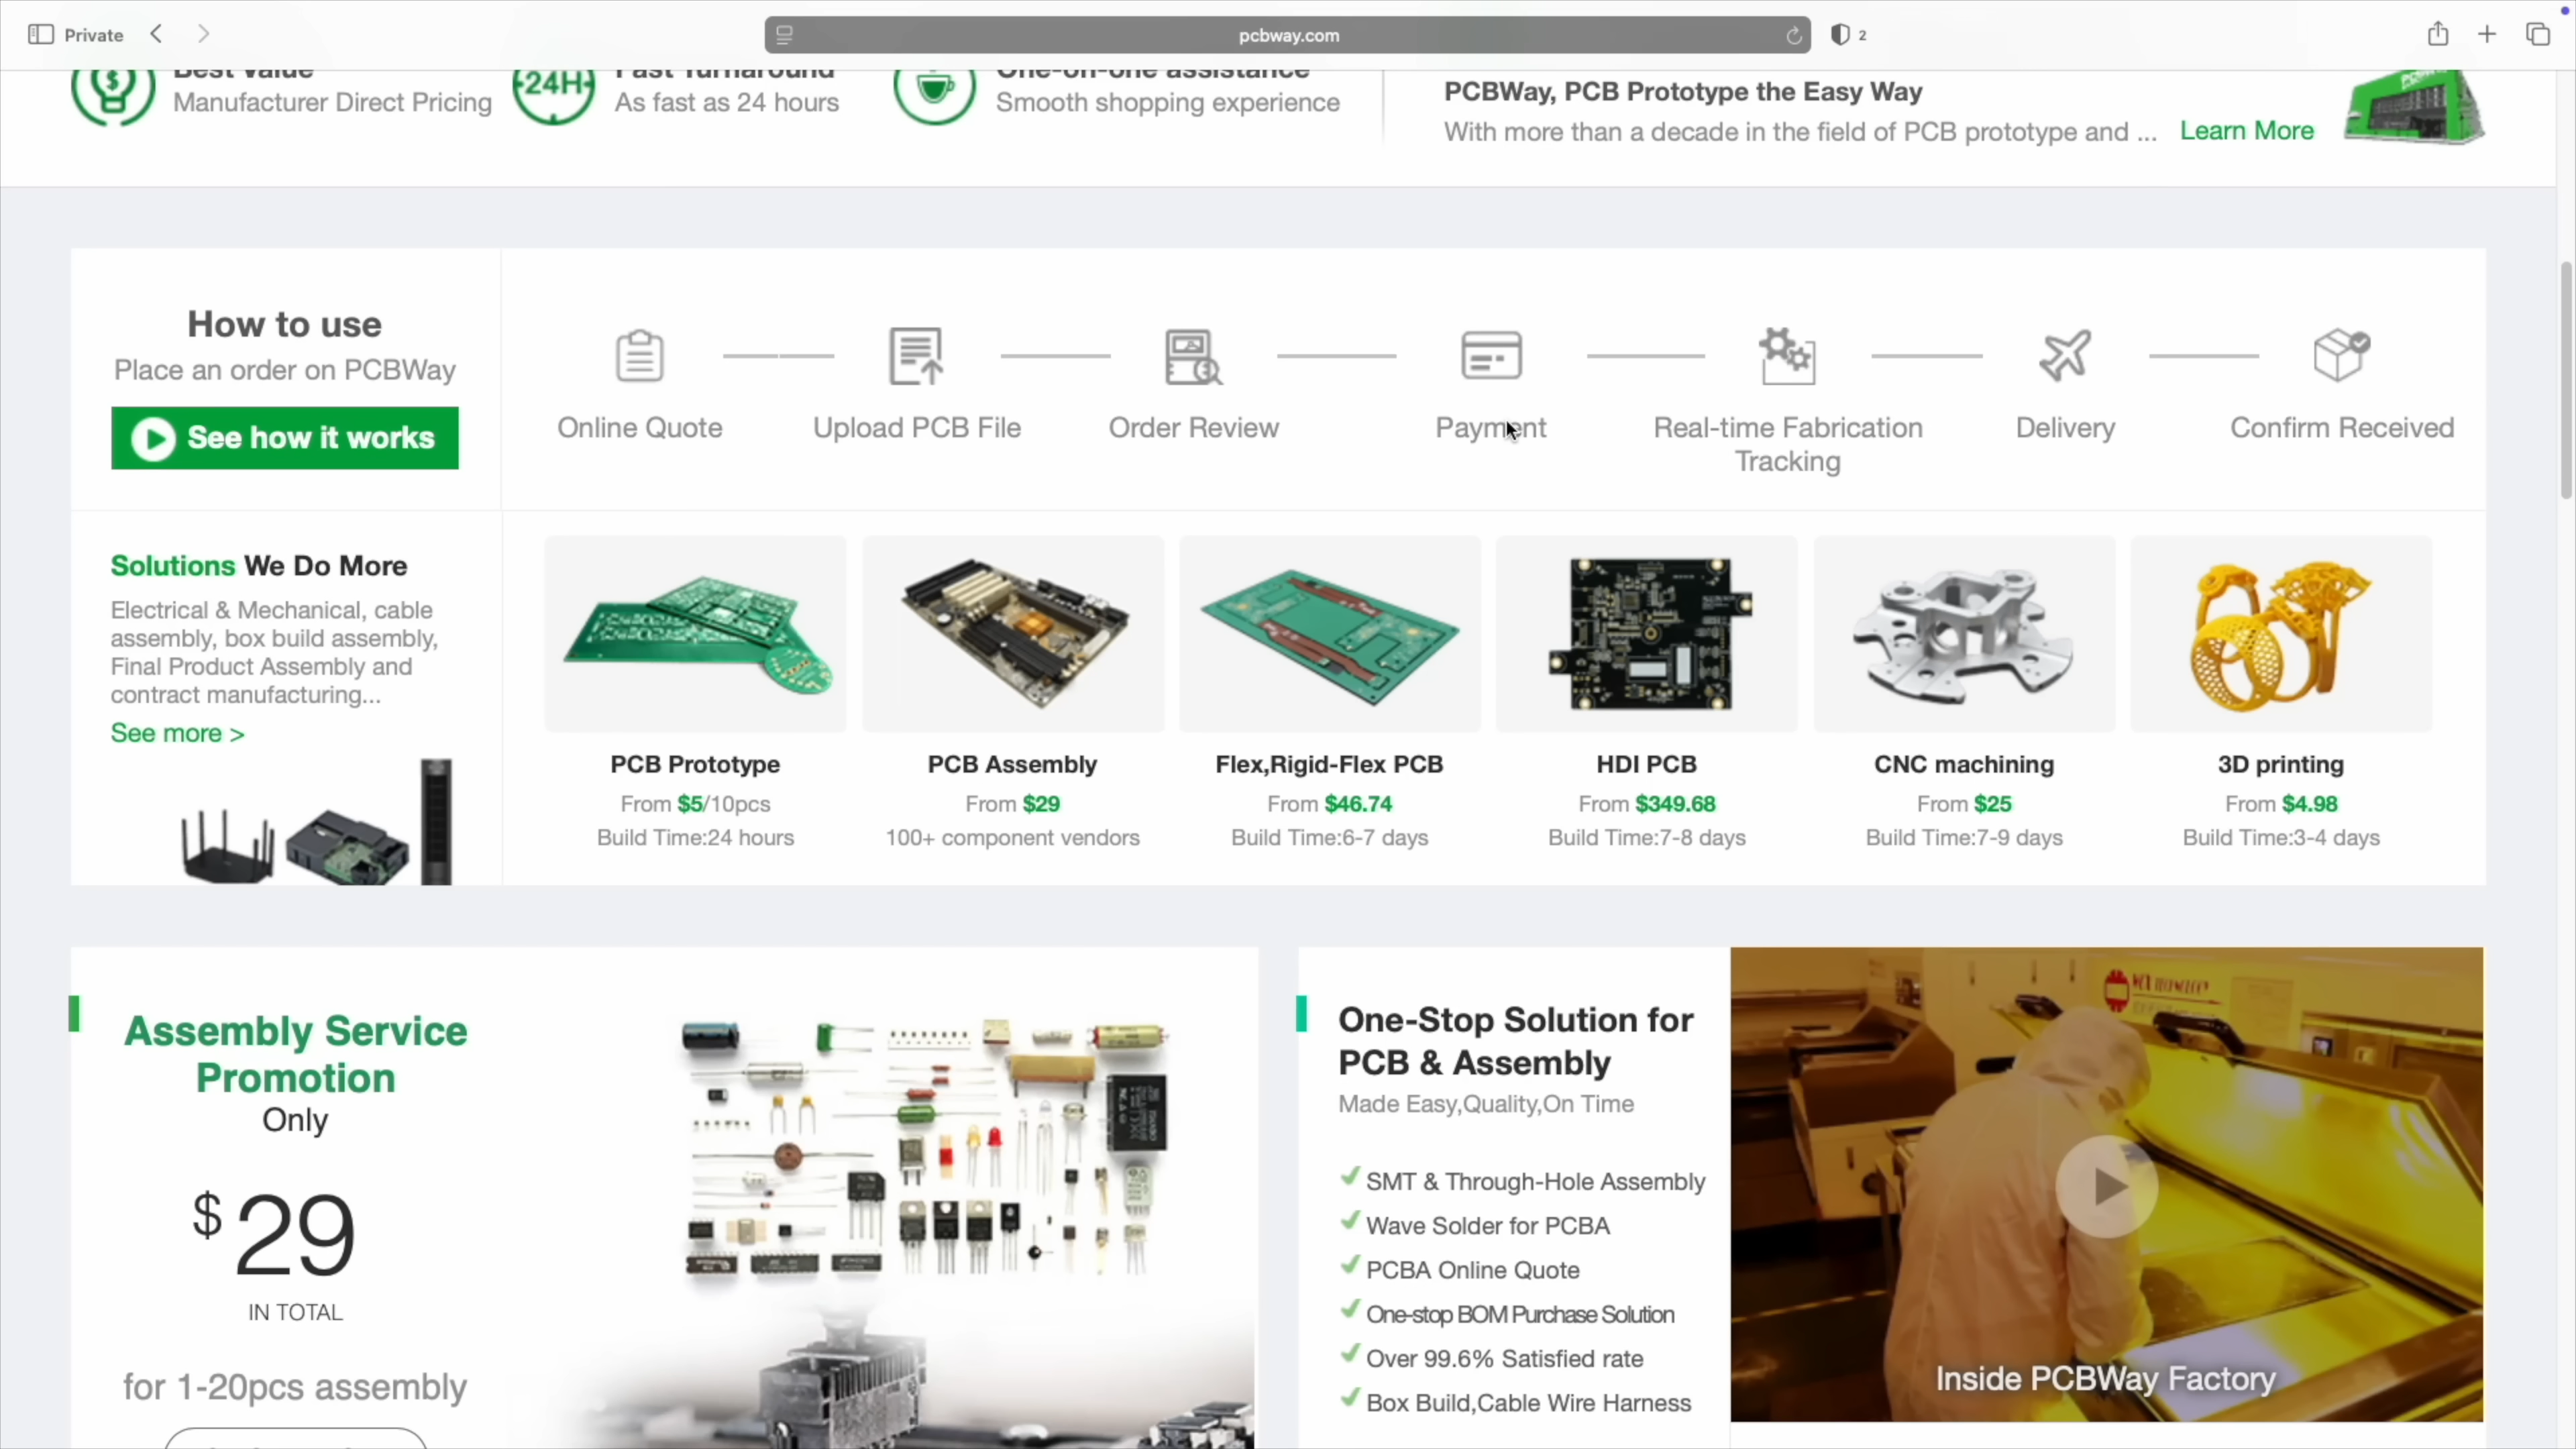 Private
pcbway.com
2
Best Value
Manufacturer Direct Pricing
24H
Fast Turnaround
As fast as 24 hours
One-on-one assistance
Smooth shopping experience
PCBWay, PCB Prototype the Easy Way
With more than a decade in the field of PCB prototype and ...
Learn More
How to use
Place an order on PCBWay
See how it works
Online Quote
Upload PCB File
Order Review
Payment
Real-time Fabrication
Tracking
Delivery
Confirm Received
Solutions We Do More
Electrical & Mechanical, cable
assembly, box build assembly,
Final Product Assembly and
contract manufacturing...
See more >
PCB Prototype
From $5/10pcs
Build Time:24 hours
PCB Assembly
From $29
100+ component vendors
Flex,Rigid-Flex PCB
From $46.74
Build Time:6-7 days
HDI PCB
From $349.68
Build Time:7-8 days
CNC machining
From $25
Build Time:7-9 days
3D printing
From $4.98
Build Time:3-4 days
Assembly Service
Promotion
Only
$29
IN TOTAL
for 1-20pcs assembly
One-Stop Solution for
PCB & Assembly
Made Easy,Quality,On Time
SMT & Through-Hole Assembly
Wave Solder for PCBA
PCBA Online Quote
One-stop BOM Purchase Solution
Over 99.6% Satisfied rate
Box Build,Cable Wire Harness
Inside PCBWay Factory